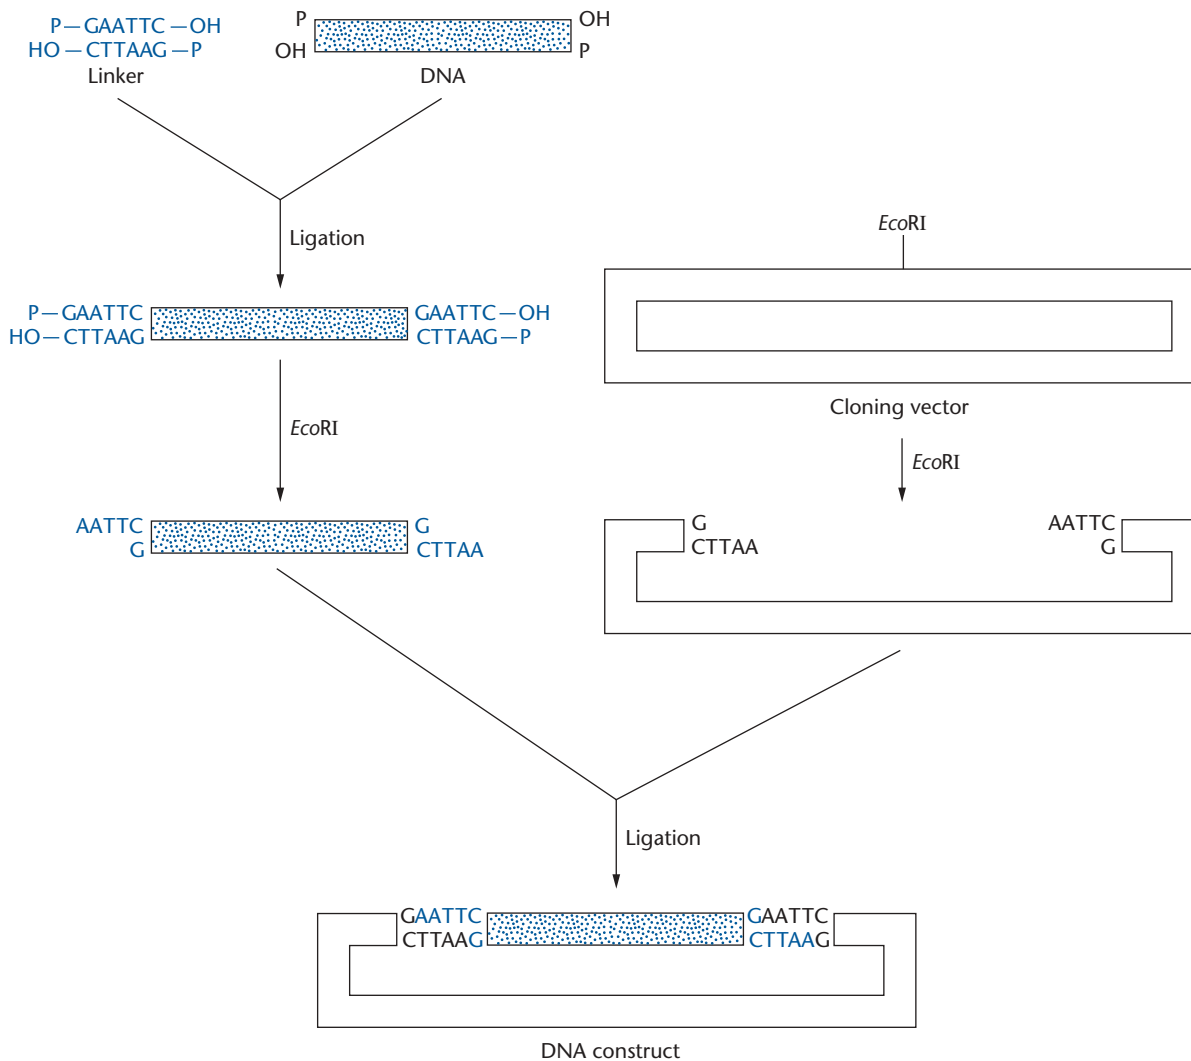 P—GAATTC—OH
HO—CTTAAG—P
Linker
P
OH
OH
P
DNA
Ligation
P—GAATTC
HO—CTTAAG
GAATTC—OH
CTTAAG—P
EcoRI
Cloning vector
EcoRI
EcoRI
AATTC
G
G
CTTAA
G
CTTAA
AATTC
G
Ligation
GAATTC
CTTAAG
GAATTC
CTTAAG
DNA construct